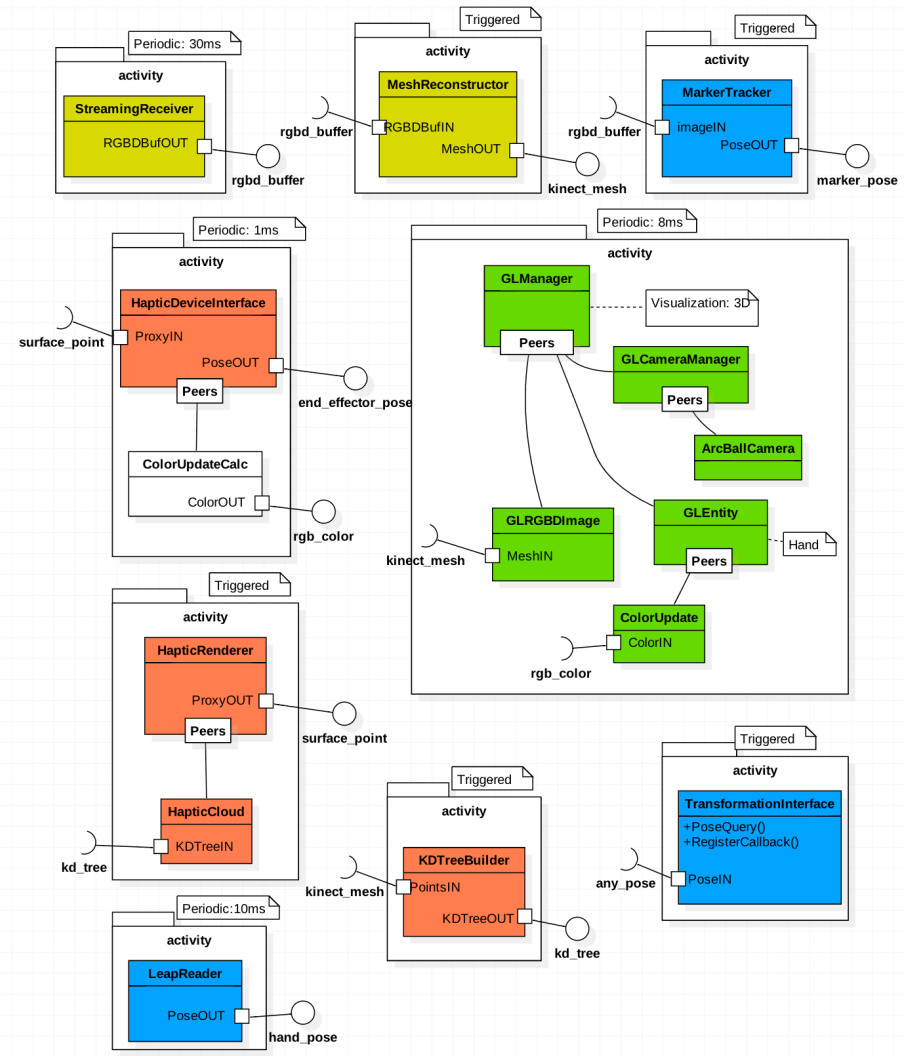 Periodic: 30ms
activity
StreamingReceiver
RGBDBufOUT
rgbd_buffer
Triggered
activity
MeshReconstructor
RGBDBufIN
rgbd_buffer
MeshOUT
kinect_mesh
Triggered
activity
MarkerTracker
rgbd_buffer
imageIN
PoseOUT
marker_pose
Periodic: 1ms
activity
HapticDeviceInterface
surface_point
ProxyIN
PoseOUT
end_effector_pose
Peers
ColorUpdateCalc
ColorOUT
rgb_color
Periodic: 8ms
activity
GLManager
Visualization: 3D
Peers
GLCameraManager
Peers
ArcBallCamera
GLRGBDImage
kinect_mesh
MeshIN
GLEntity
Hand
Peers
ColorUpdate
ColorIN
rgb_color
Triggered
activity
HapticRenderer
ProxyOUT
surface_point
Peers
HapticCloud
KDTreeIN
kd_tree
Triggered
activity
KDTreeBuilder
kinect_mesh
PointsIN
KDTreeOUT
kd_tree
Triggered
activity
TransformationInterface
+PoseQuery()
+RegisterCallback()
any_pose
PoseIN
Periodic:10ms
activity
LeapReader
PoseOUT
hand_pose